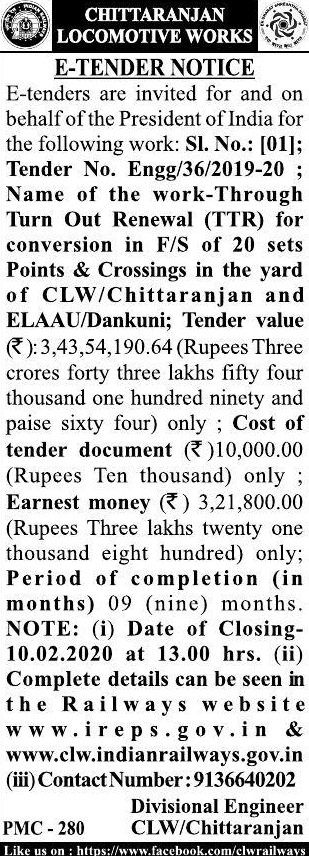 CHITTARANJAN
LOCOMOTIVE WORKS
E-TENDER NOTICE
E-tenders are invited for and on
behalf of the President of India for
the following work: Sl. No.: [01];
Tender No. Engg/36/2019-20 ;
Name of the work-Through
Turn Out Renewal (TTR) for
conversion in F/S of 20 sets
Points & Crossings in the yard
of CLW/Chittaranjan and
ELAAU/Dankuni; Tender value
(₹): 3,43,54,190.64 (Rupees Three
crores forty three lakhs fifty four
thousand one hundred ninety and
paise sixty four) only ; Cost of
tender document (₹)10,000.00
(Rupees Ten thousand) only ;
Earnest money (₹) 3,21,800.00
(Rupees Three lakhs twenty one
thousand eight hundred) only;
Period of completion (in
months) 09 (nine) months.
NOTE: (i) Date of Closing-
10.02.2020 at 13.00 hrs. (ii)
Complete details can be seen in
the Railways website
www.ireps.gov.in &
www.clw.indianrailways.gov.in
(iii) Contact Number : 9136640202
Divisional Engineer
PMC - 280 CLW/Chittaranjan
Like us on : https://www.facebook.com/clwrailways